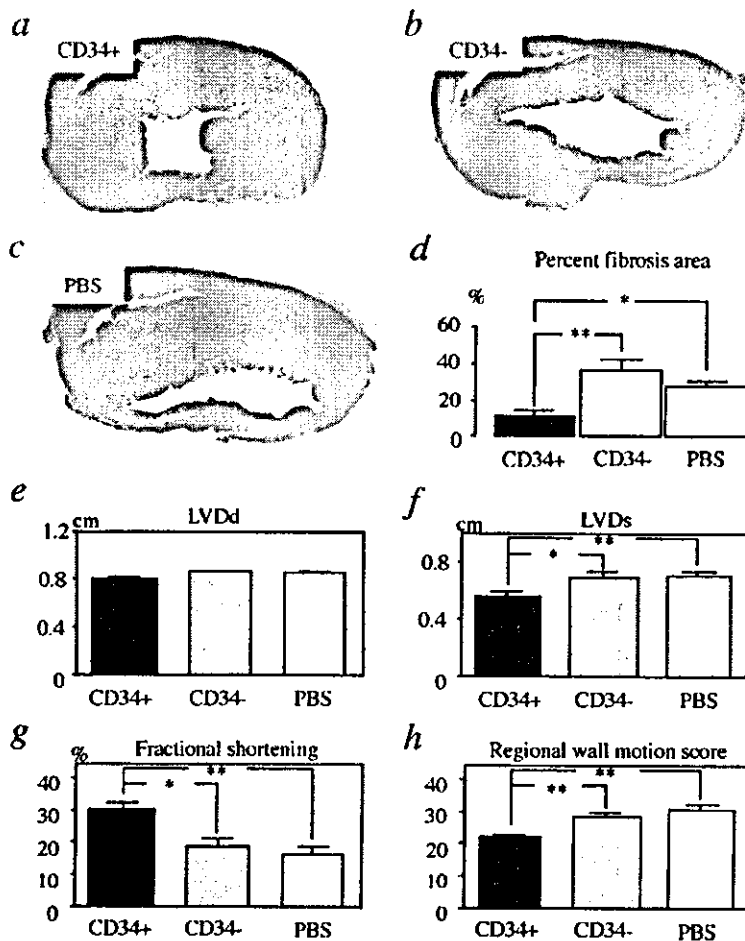 a
CD34+
b
CD34-
c
PBS
d
Percent fibrosis area
%
60
40
20
0
**
*
CD34+ CD34- PBS
e
cm
LVDd
1.2
0.8
0.4
0
CD34+ CD34- PBS
f
cm
LVDs
0.8
0.4
0
**
*
CD34+ CD34- PBS
g
%
Fractional shortening
40
30
20
10
0
**
*
CD34+ CD34- PBS
h
Regional wall motion score
40
30
20
10
0
**
**
CD34+ CD34- PBS